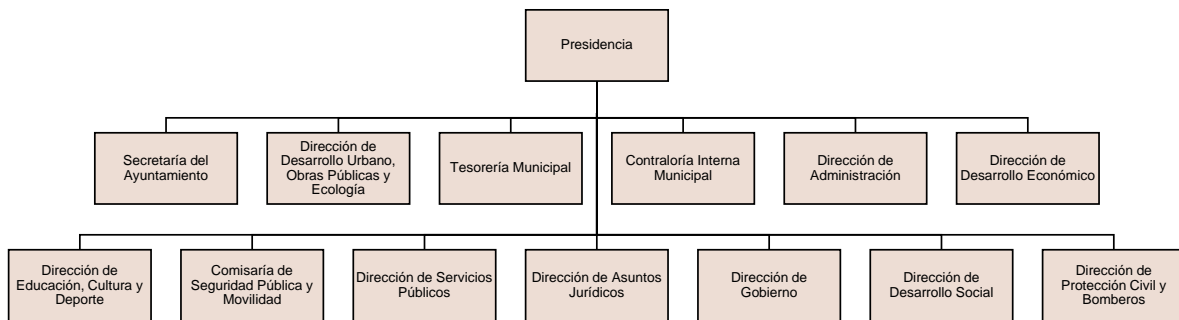 Presidencia
Secretaría del
Ayuntamiento
Dirección de
Desarrollo Urbano,
Obras Públicas y
Ecología
Tesorería Municipal
Contraloría Interna
Municipal
Dirección de
Administración
Dirección de
Desarrollo Económico
Dirección de
Educación, Cultura y
Deporte
Comisaría de
Seguridad Pública y
Movilidad
Dirección de Servicios
Públicos
Dirección de Asuntos
Jurídicos
Dirección de
Gobierno
Dirección de
Desarrollo Social
Dirección de
Protección Civil y
Bomberos